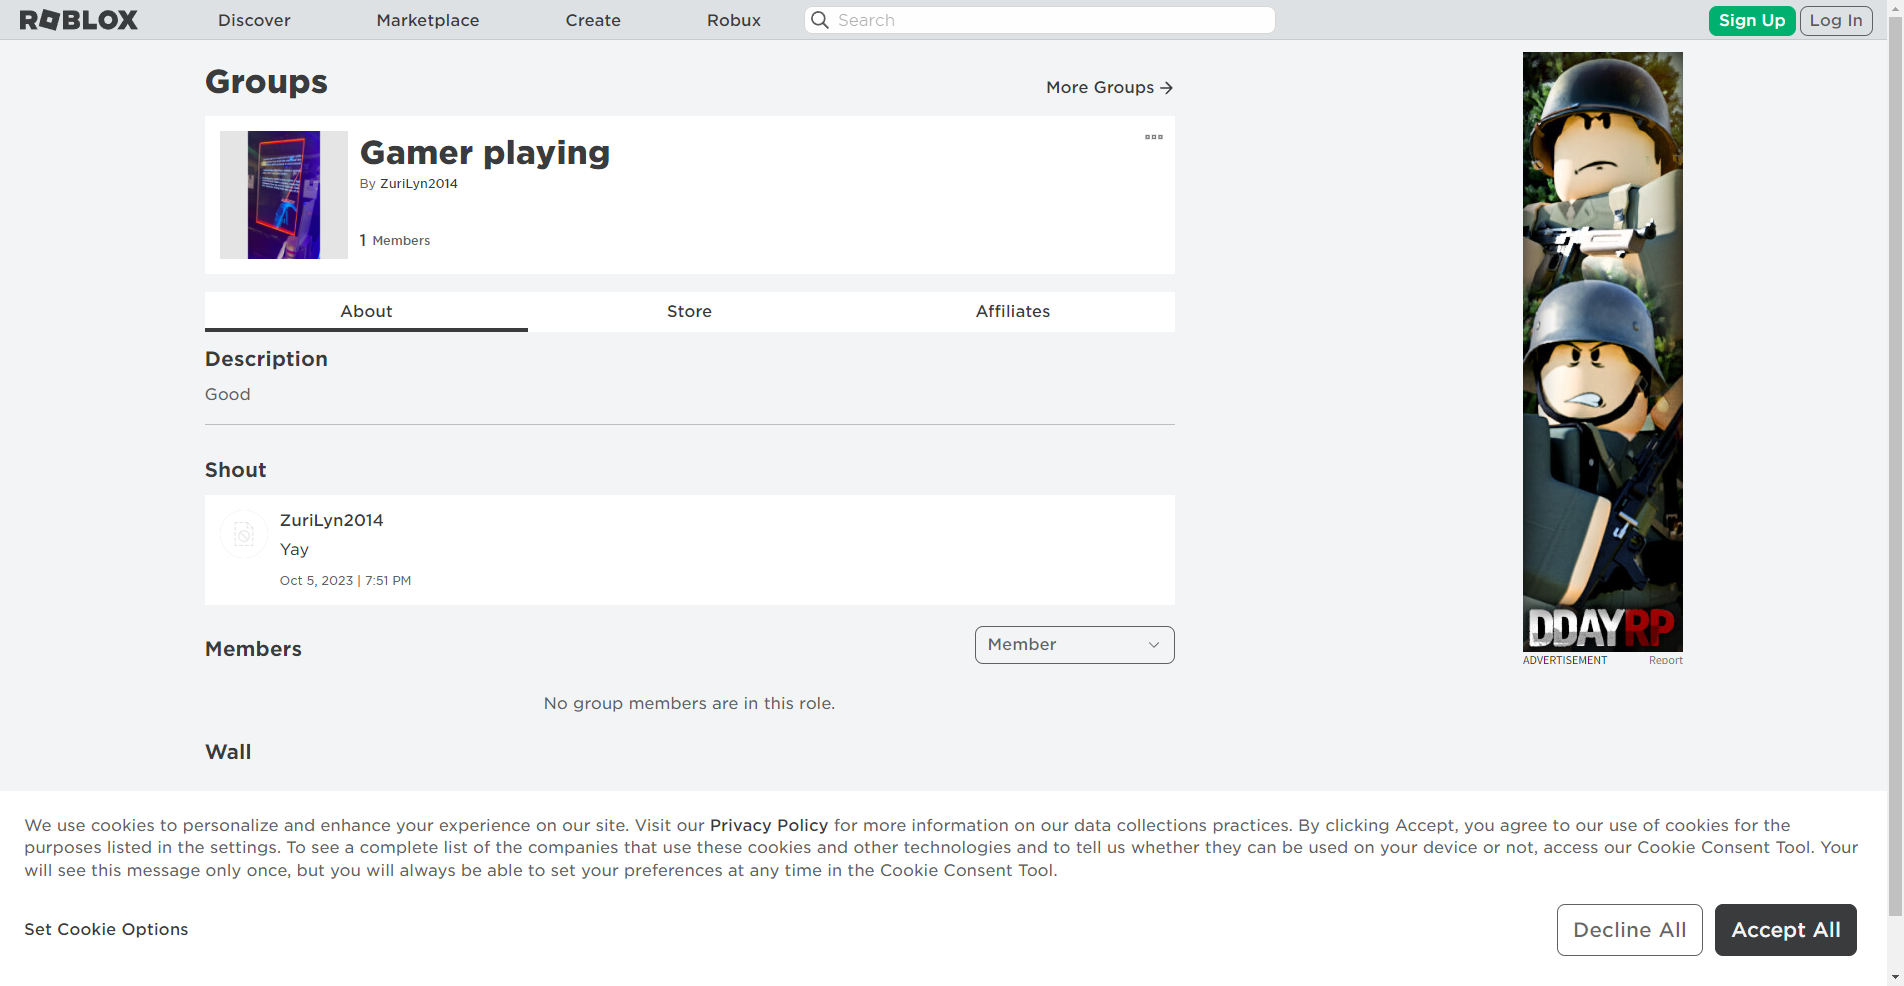 ROBLOX
Discover
Marketplace
Create
Robux
Search
Sign Up
Log In
Groups
More Groups
Gamer playing
By ZuriLyn2014
1 Members
About
Store
Affiliates
Description
Good
Shout
ZuriLyn2014
Yay
Oct 5, 2023 | 7:51 PM
Members
Member
No group members are in this role.
Wall
DDAYRP
ADVERTISEMENT
Report
We use cookies to personalize and enhance your experience on our site. Visit our Privacy Policy for more information on our data collections practices. By clicking Accept, you agree to our use of cookies for the
purposes listed in the settings. To see a complete list of the companies that use these cookies and other technologies and to tell us whether they can be used on your device or not, access our Cookie Consent Tool. Your
will see this message only once, but you will always be able to set your preferences at any time in the Cookie Consent Tool.
Set Cookie Options
Decline All
Accept All